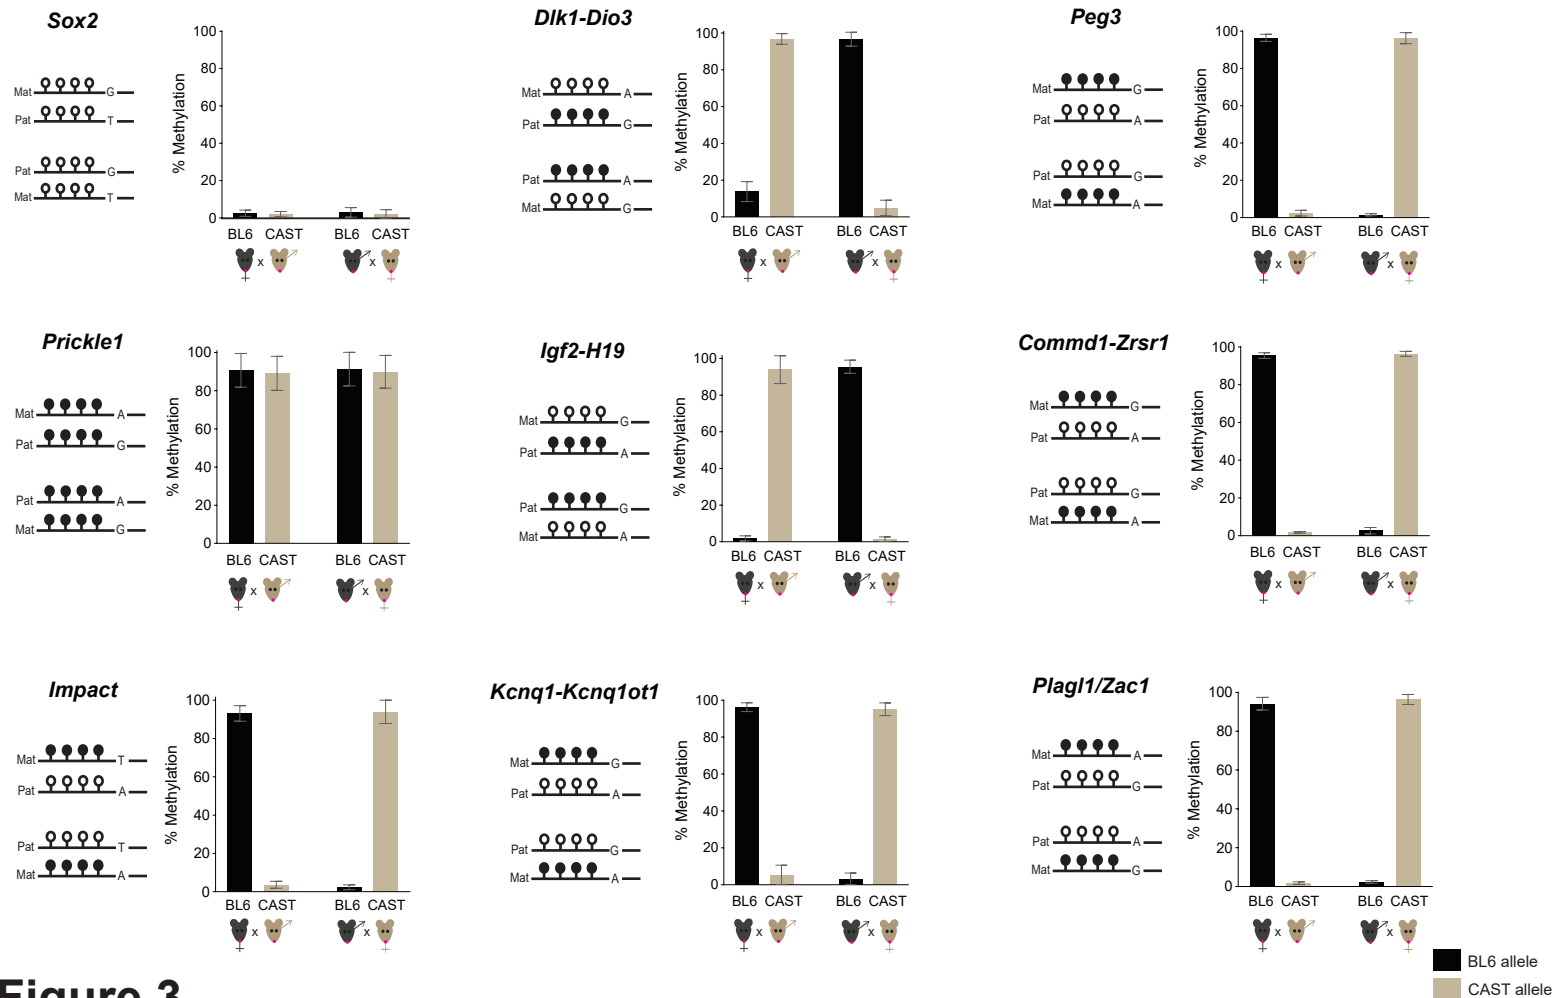 Sox2
100
80
60
40
20
0
% Methylation
Mat G
Pat T
Pat G
Mat T
BL6 CAST BL6 CAST
x x
Dlk1-Dio3
100
80
60
40
20
0
% Methylation
Mat A
Pat G
Pat A
Mat G
BL6 CAST BL6 CAST
x x
Peg3
100
80
60
40
20
0
% Methylation
Mat G
Pat A
Pat G
Mat A
BL6 CAST BL6 CAST
x x
Prickle1
100
80
60
40
20
0
% Methylation
Mat A
Pat G
Pat A
Mat G
BL6 CAST BL6 CAST
x x
Igf2-H19
100
80
60
40
20
0
% Methylation
Mat G
Pat A
Pat G
Mat A
BL6 CAST BL6 CAST
x x
Commd1-Zrsr1
100
80
60
40
20
0
% Methylation
Mat G
Pat A
Pat G
Mat A
BL6 CAST BL6 CAST
x x
Impact
100
80
60
40
20
0
% Methylation
Mat T
Pat A
Pat T
Mat A
BL6 CAST BL6 CAST
x x
Kcnq1-Kcnq1ot1
100
80
60
40
20
0
% Methylation
Mat G
Pat A
Pat G
Mat A
BL6 CAST BL6 CAST
x x
Plagl1/Zac1
100
80
60
40
20
0
% Methylation
Mat A
Pat G
Pat A
Mat G
BL6 CAST BL6 CAST
x x
BL6 allele
CAST allele
Figure 3